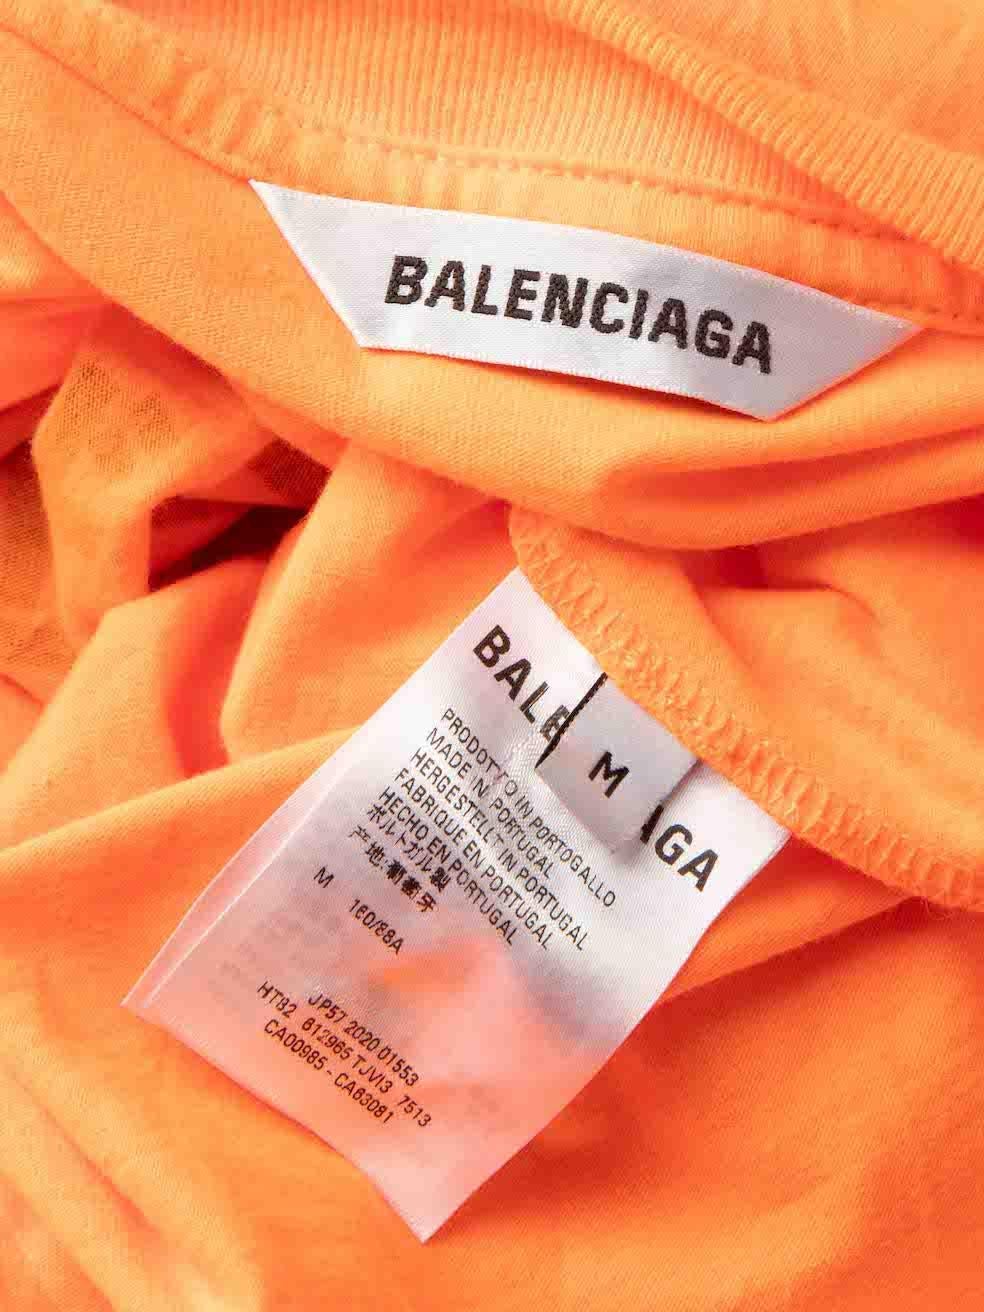 BALENCIAGA
BALE IGA
M
PRODOTTO IN PORTOGALLO
MADE IN PORTUGAL
HERGESTELLT IN PORTUGAL
FABRIQUE EN PORTUGAL
HECHO EN PORTUGAL
ポルトガル製
产地:葡萄牙
M
160/88A
JP57 2020 01553
HT82 612965 TJVI3 7513
CA00985 - CA63081